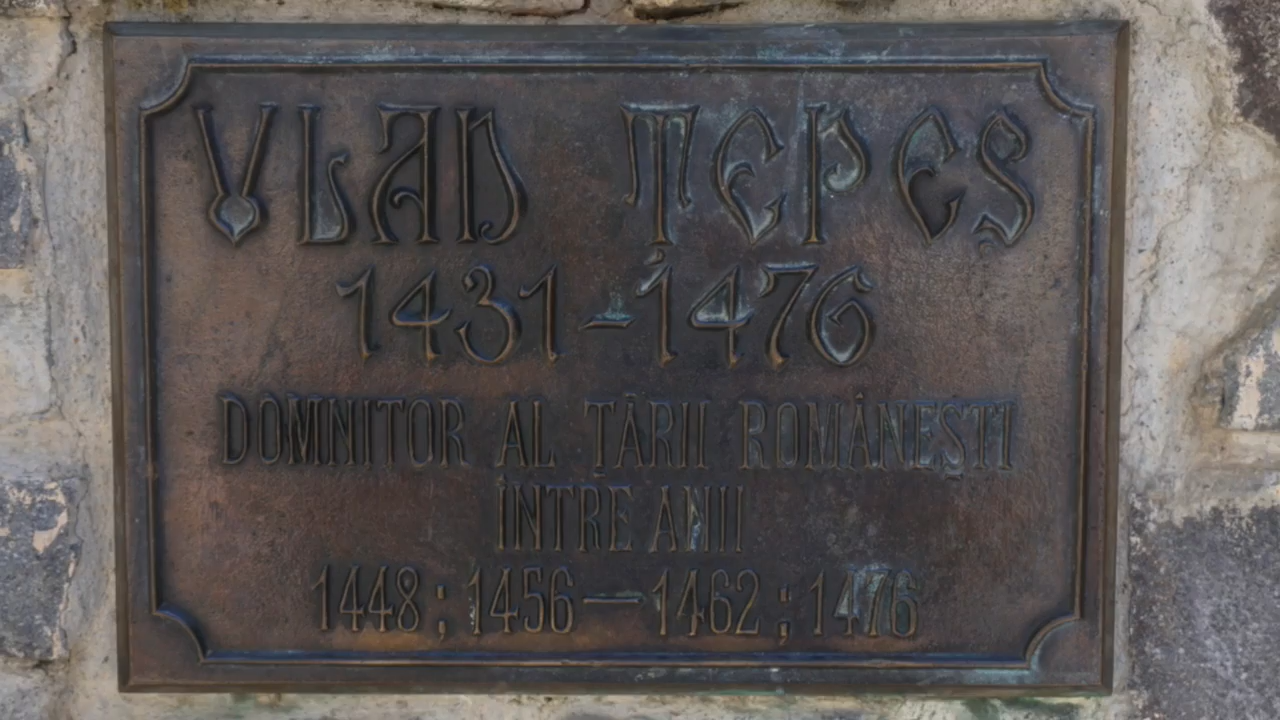 VLAD ȚEPEȘ
1431-1476
DOMNITOR AL ȚĂRII ROMÂNEȘTI
ÎNTRE ANII
1448; 1456—1462; 1476